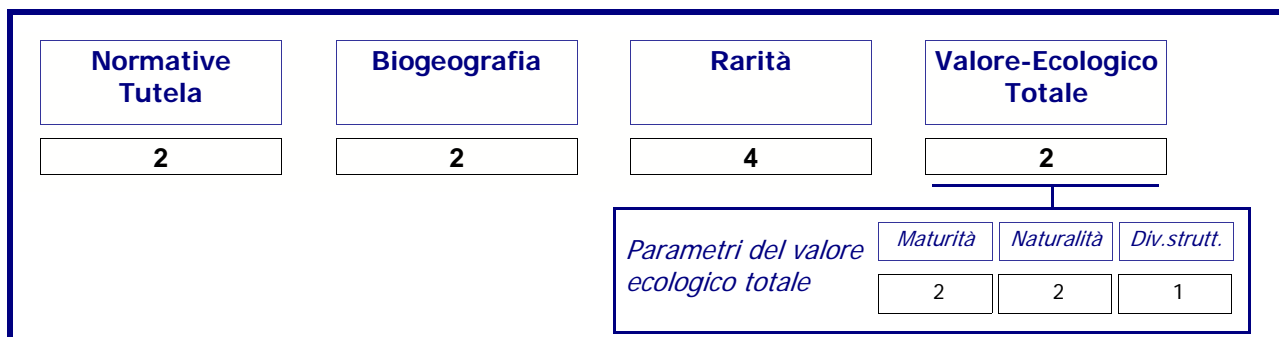 Normative
Tutela
Biogeografia
Rarità
Valore-Ecologico
Totale
2
2
4
2
Parametri del valore
ecologico totale
Maturità
Naturalità
Div.strutt.
2
2
1